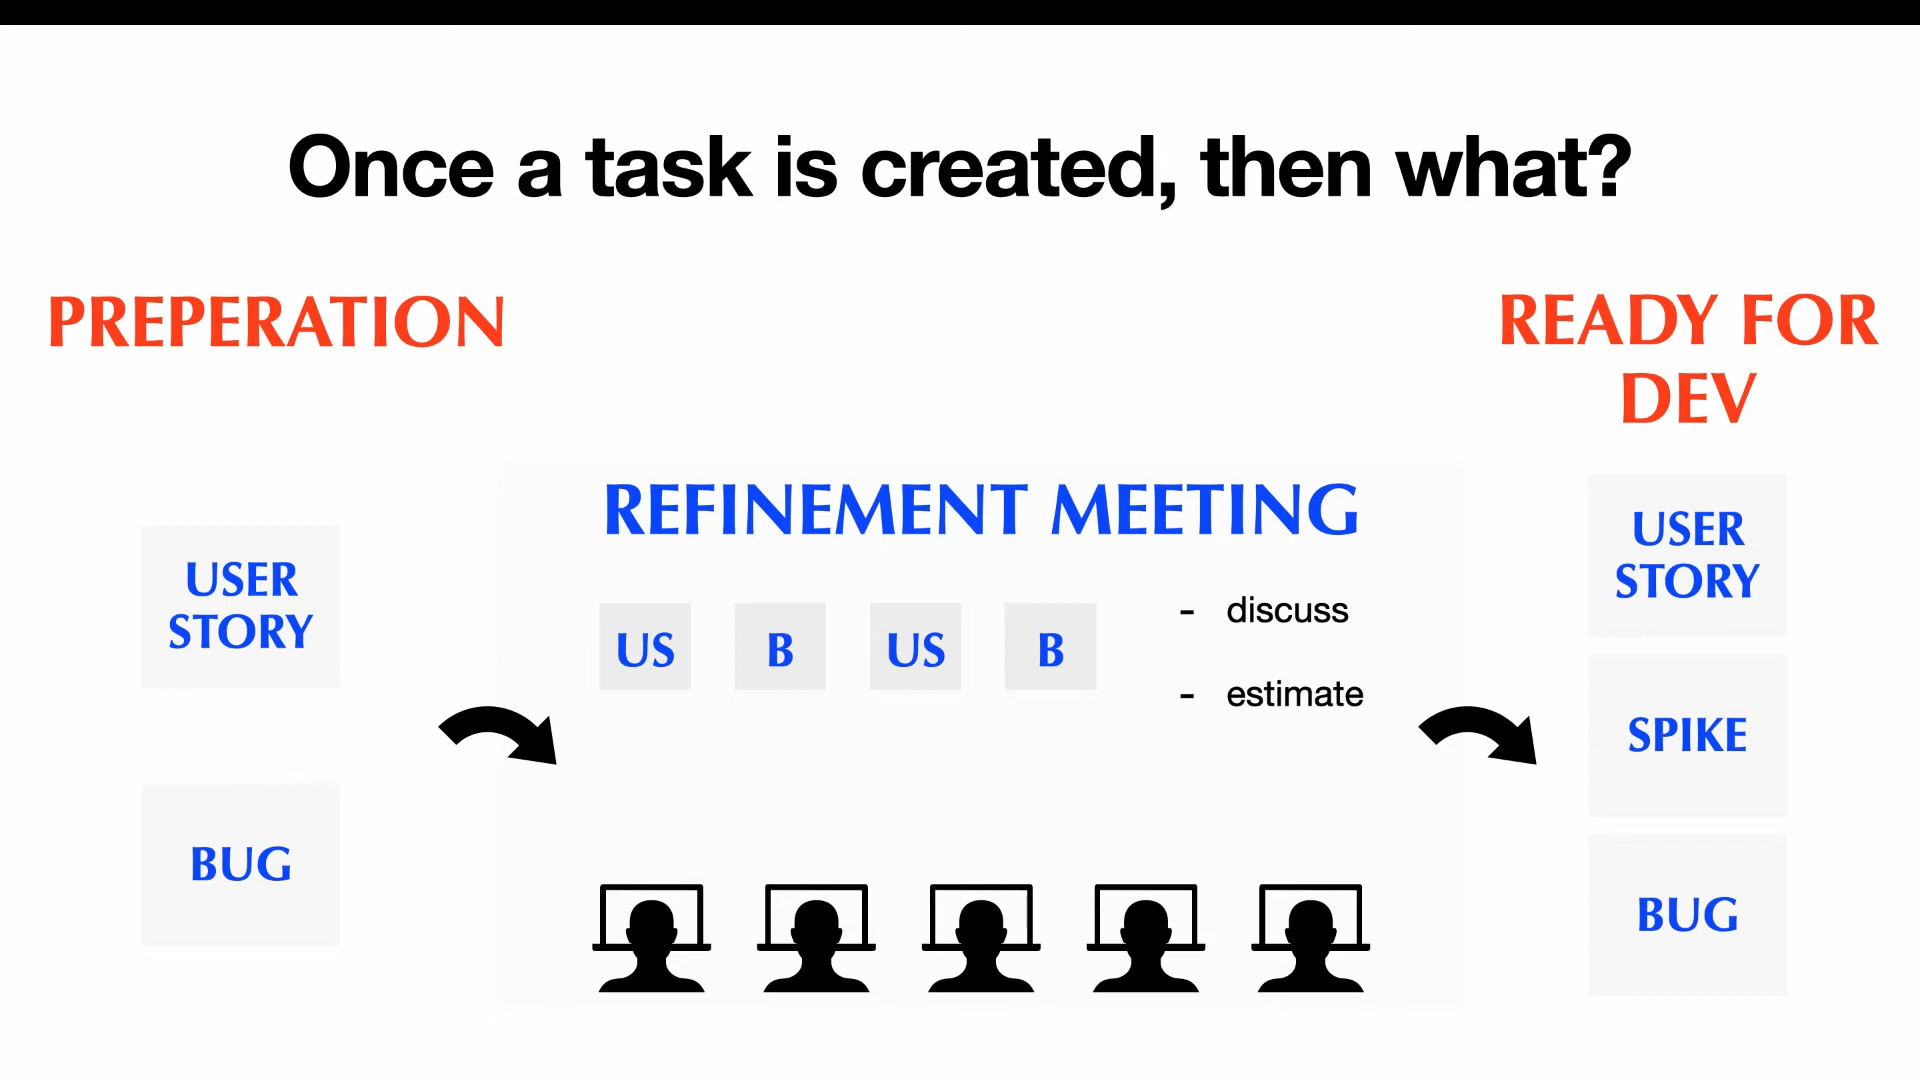 Once a task is created, then what?
PREPERATION
USER
STORY
BUG
REFINEMENT MEETING
US B US B
- discuss
- estimate
READY FOR
DEV
USER
STORY
SPIKE
BUG